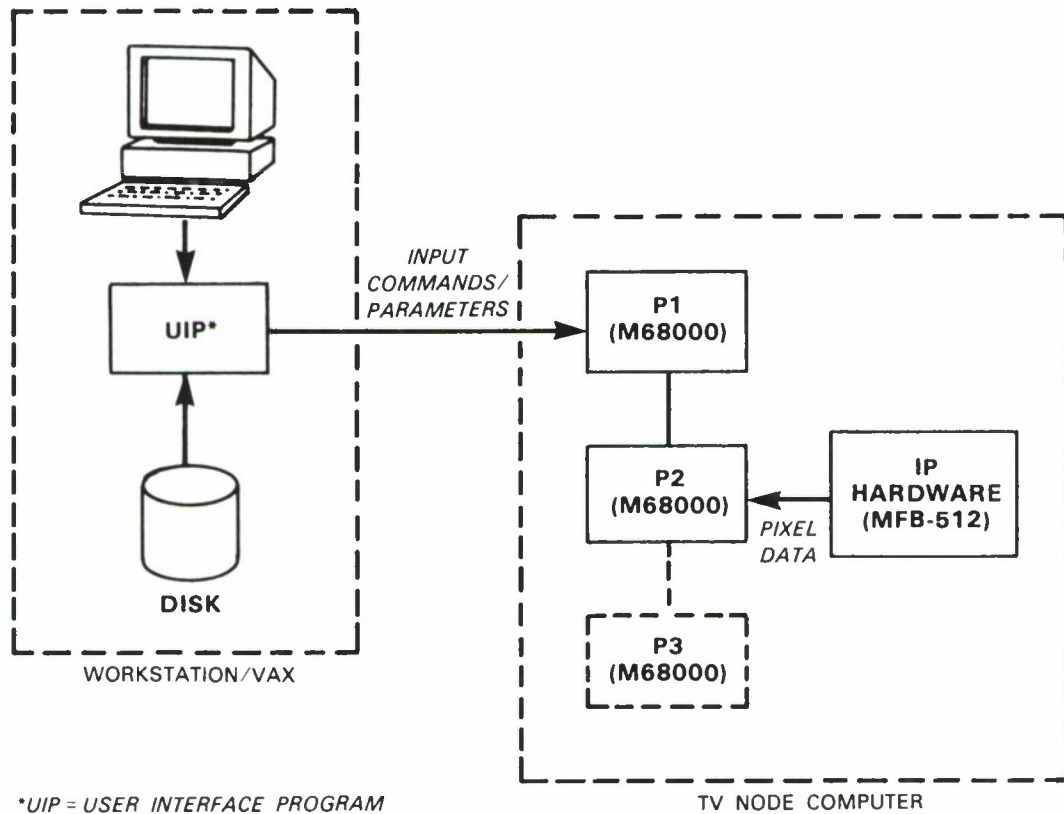 UIP*
DISK
WORKSTATION/VAX
INPUT
COMMANDS/
PARAMETERS
P1
(M68000)
P2
(M68000)
PIXEL
DATA
IP
HARDWARE
(MFB-512)
P3
(M68000)
TV NODE COMPUTER
*UIP = USER INTERFACE PROGRAM